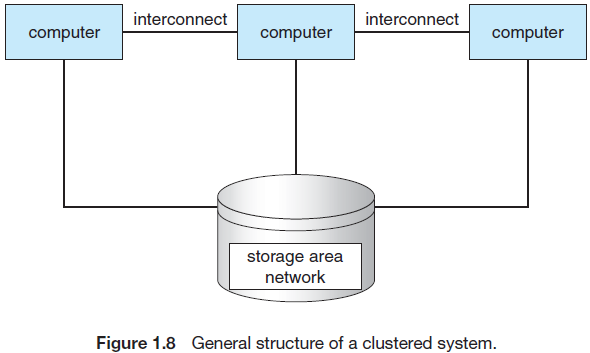 interconnect
interconnect
computer
computer
computer
storage area
network
Figure 1.8 General structure of a clustered system.